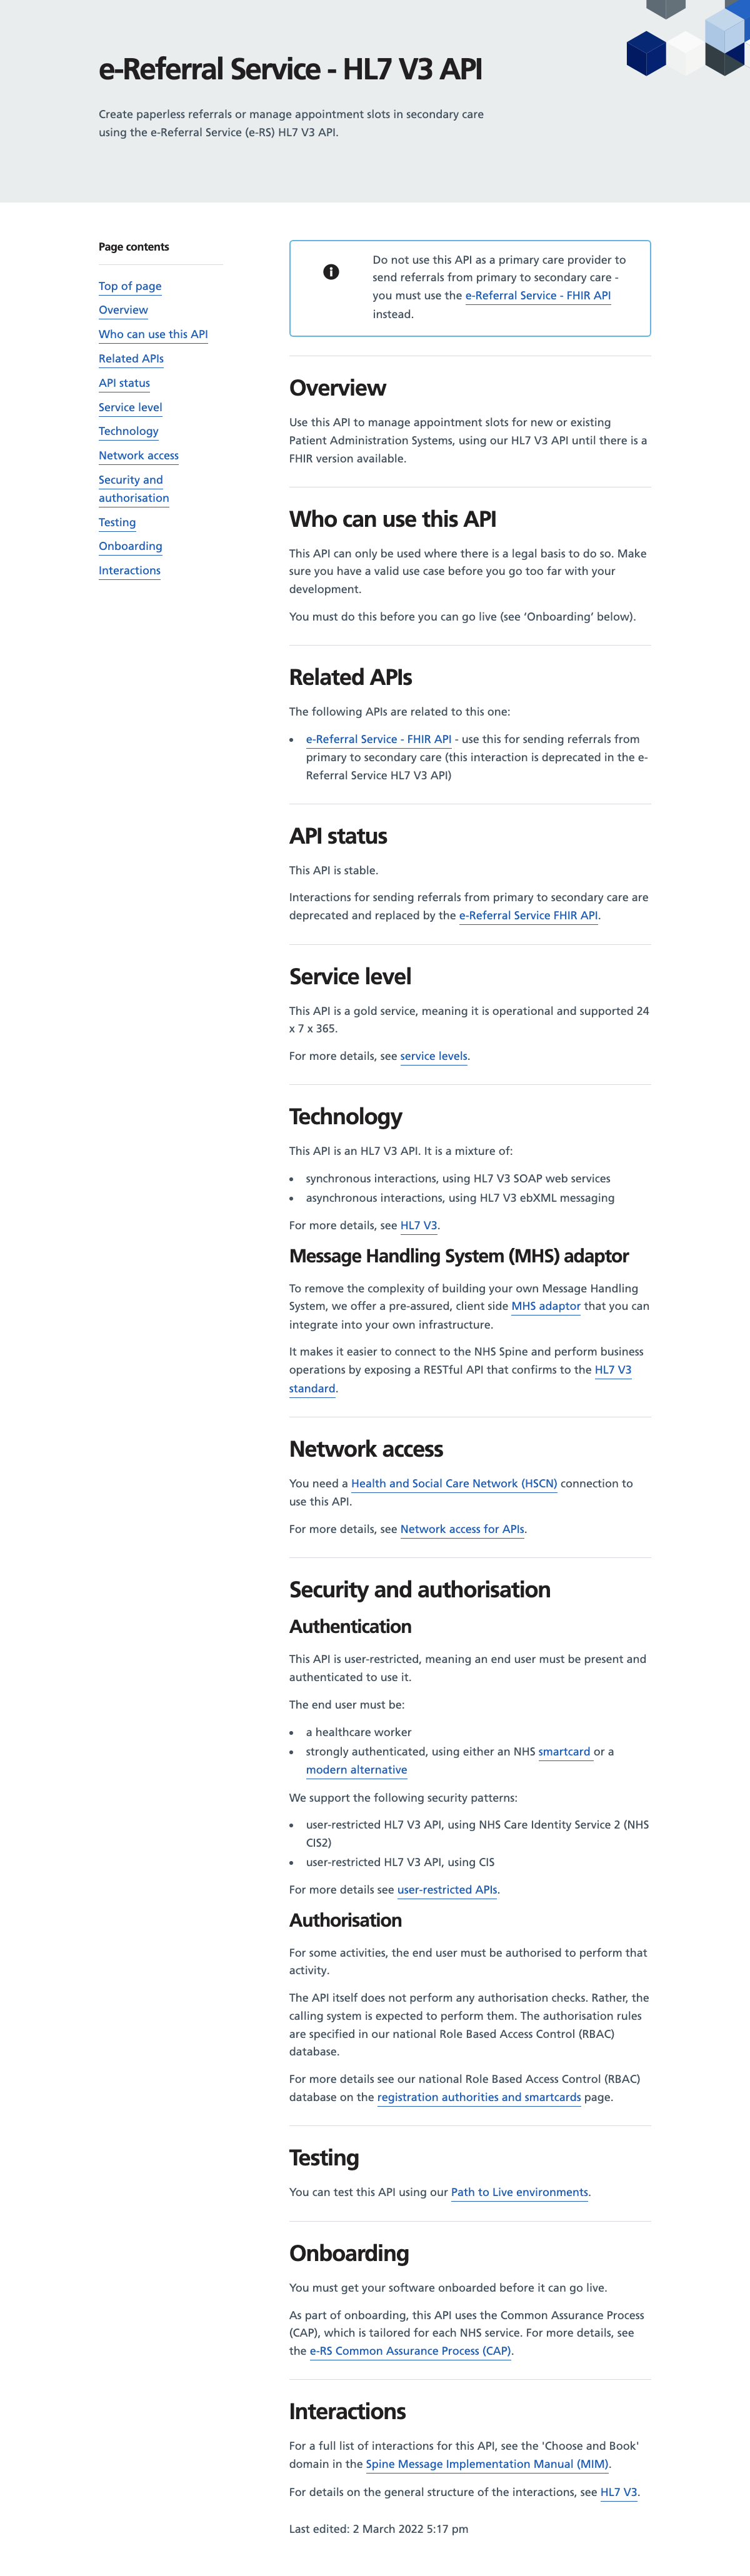 e-Referral Service - HL7 V3 API
Create paperless referrals or manage appointment slots in secondary care
using the e-Referral Service (e-RS) HL7 V3 API.
Page contents
Top of page
Overview
Who can use this API
Related APIs
API status
Service level
Technology
Network access
Security and
authorisation
Testing
Onboarding
Interactions
Do not use this API as a primary care provider to
send referrals from primary to secondary care -
you must use the e-Referral Service - FHIR API
instead.
Overview
Use this API to manage appointment slots for new or existing
Patient Administration Systems, using our HL7 V3 API until there is a
FHIR version available.
Who can use this API
This API can only be used where there is a legal basis to do so. Make
sure you have a valid use case before you go too far with your
development.
You must do this before you can go live (see ‘Onboarding’ below).
Related APIs
The following APIs are related to this one:
• e-Referral Service - FHIR API - use this for sending referrals from
primary to secondary care (this interaction is deprecated in the e-
Referral Service HL7 V3 API)
API status
This API is stable.
Interactions for sending referrals from primary to secondary care are
deprecated and replaced by the e-Referral Service FHIR API.
Service level
This API is a gold service, meaning it is operational and supported 24
x 7 x 365.
For more details, see service levels.
Technology
This API is an HL7 V3 API. It is a mixture of:
• synchronous interactions, using HL7 V3 SOAP web services
• asynchronous interactions, using HL7 V3 ebXML messaging
For more details, see HL7 V3.
Message Handling System (MHS) adaptor
To remove the complexity of building your own Message Handling
System, we offer a pre-assured, client side MHS adaptor that you can
integrate into your own infrastructure.
It makes it easier to connect to the NHS Spine and perform business
operations by exposing a RESTful API that confirms to the HL7 V3
standard.
Network access
You need a Health and Social Care Network (HSCN) connection to
use this API.
For more details, see Network access for APIs.
Security and authorisation
Authentication
This API is user-restricted, meaning an end user must be present and
authenticated to use it.
The end user must be:
• a healthcare worker
• strongly authenticated, using either an NHS smartcard or a
modern alternative
We support the following security patterns:
• user-restricted HL7 V3 API, using NHS Care Identity Service 2 (NHS
CIS2)
• user-restricted HL7 V3 API, using CIS
For more details see user-restricted APIs.
Authorisation
For some activities, the end user must be authorised to perform that
activity.
The API itself does not perform any authorisation checks. Rather, the
calling system is expected to perform them. The authorisation rules
are specified in our national Role Based Access Control (RBAC)
database.
For more details see our national Role Based Access Control (RBAC)
database on the registration authorities and smartcards page.
Testing
You can test this API using our Path to Live environments.
Onboarding
You must get your software onboarded before it can go live.
As part of onboarding, this API uses the Common Assurance Process
(CAP), which is tailored for each NHS service. For more details, see
the e-RS Common Assurance Process (CAP).
Interactions
For a full list of interactions for this API, see the 'Choose and Book'
domain in the Spine Message Implementation Manual (MIM).
For details on the general structure of the interactions, see HL7 V3.
Last edited: 2 March 2022 5:17 pm